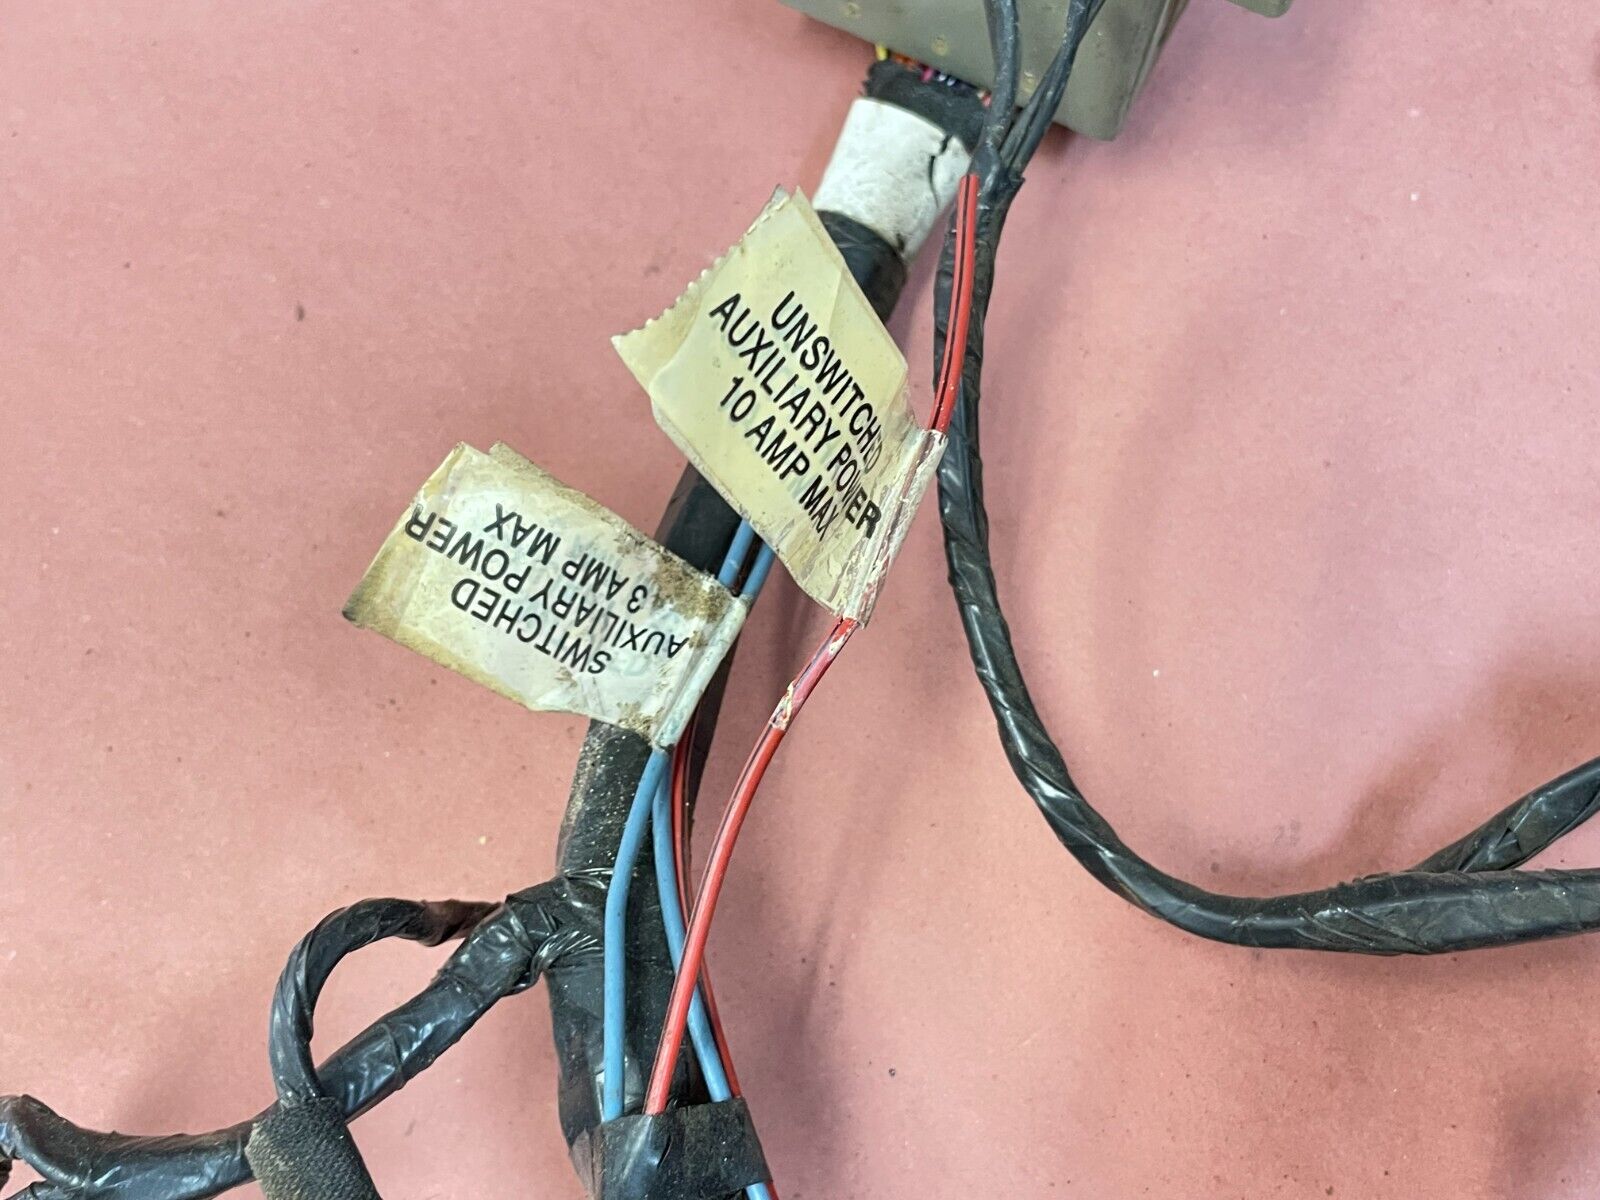 UNSWITCHED
AUXILIARY POWER
10 AMP MAX
SWITCHED
AUXILIARY POWER
3 AMP MAX